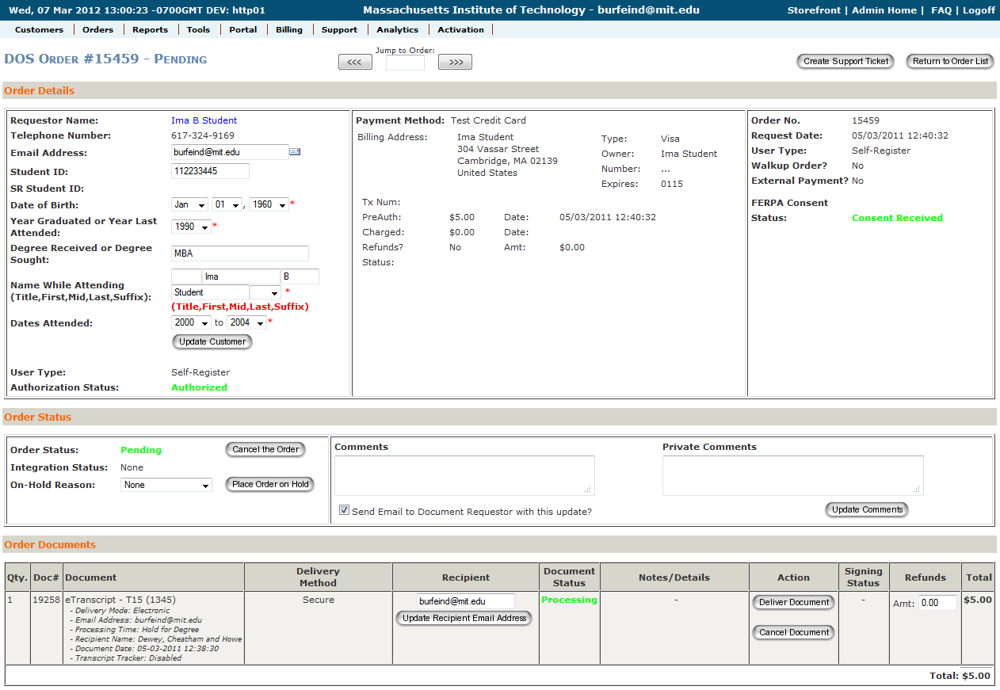 Wed, 07 Mar 2012 13:00:23 -0700GMT DEV: http01 Massachusetts Institute of Technology - burfeind@mit.edu Storefront | Admin Home | FAQ | Logoff
Customers Orders Reports Tools Portal Billing Support Analytics Activation
DOS Order #15459 - Pending
<<< Jump to Order: >>>
Create Support Ticket Return to Order List
Order Details
Requestor Name: Ima B Student
Telephone Number: 617-324-9169
Email Address: burfeind@mit.edu
Student ID: 112233445
SR Student ID:
Date of Birth: Jan 01 , 1960 *
Year Graduated or Year Last
Attended: 1990 *
Degree Received or Degree
Sought: MBA
Name While Attending
(Title,First,Mid,Last,Suffix): Ima B
Student *
(Title,First,Mid,Last,Suffix)
Dates Attended: 2000 to 2004 *
Update Customer
User Type: Self-Register
Authorization Status: Authorized
Payment Method: Test Credit Card
Billing Address: Ima Student
304 Vassar Street
Cambridge, MA 02139
United States
Type: Visa
Owner: Ima Student
Number: ...
Expires: 0115
Tx Num:
PreAuth: $5.00 Date: 05/03/2011 12:40:32
Charged: $0.00 Date:
Refunds? No Amt: $0.00
Status:
Order No. 15459
Request Date: 05/03/2011 12:40:32
User Type: Self-Register
Walkup Order? No
External Payment? No
FERPA Consent
Status: Consent Received
Order Status
Order Status: Pending Cancel the Order
Integration Status: None
On-Hold Reason: None Place Order on Hold
Comments
Send Email to Document Requestor with this update?
Private Comments
Update Comments
Order Documents
Qty. Doc# Document Delivery Method Recipient Document Status Notes/Details Action Signing Status Refunds Total
1 19258 eTranscript - T15 (1345) Secure burfeind@mit.edu Processing - Deliver Document - Amt: 0.00 $5.00
- Delivery Mode: Electronic
- Email Address: burfeind@mit.edu
Update Recipient Email Address
- Processing Time: Hold for Degree
Cancel Document
- Recipient Name: Dewey, Cheatham and Howe
- Document Date: 05-03-2011 12:38:30
- Transcript Tracker: Disabled
Total: $5.00